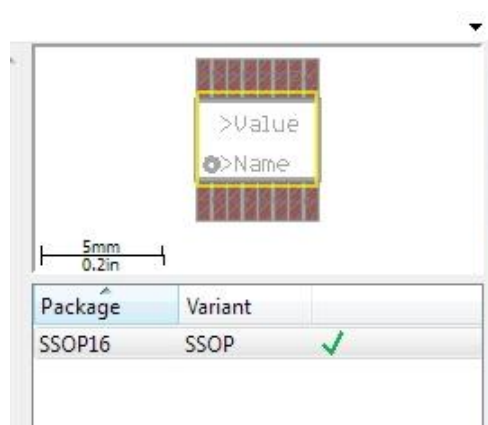 >Value
>Name
5mm
0.2in
Package Variant
SSOP16 SSOP